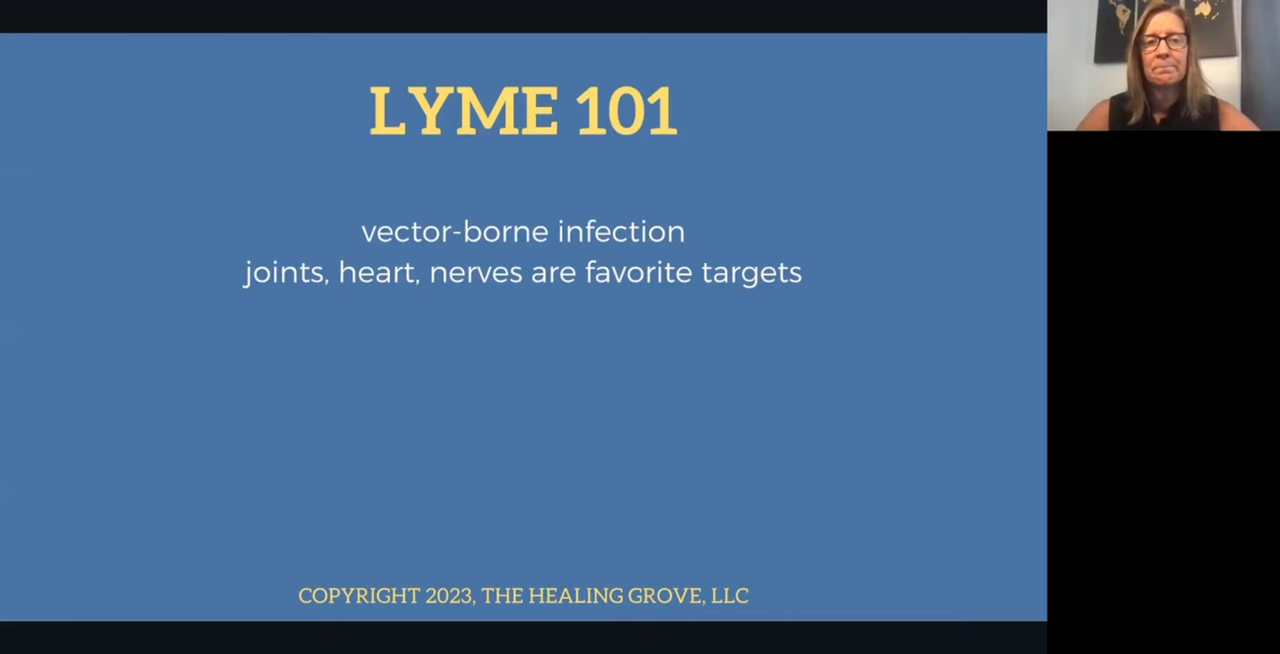 LYME 101
vector-borne infection
joints, heart, nerves are favorite targets
COPYRIGHT 2023, THE HEALING GROVE, LLC